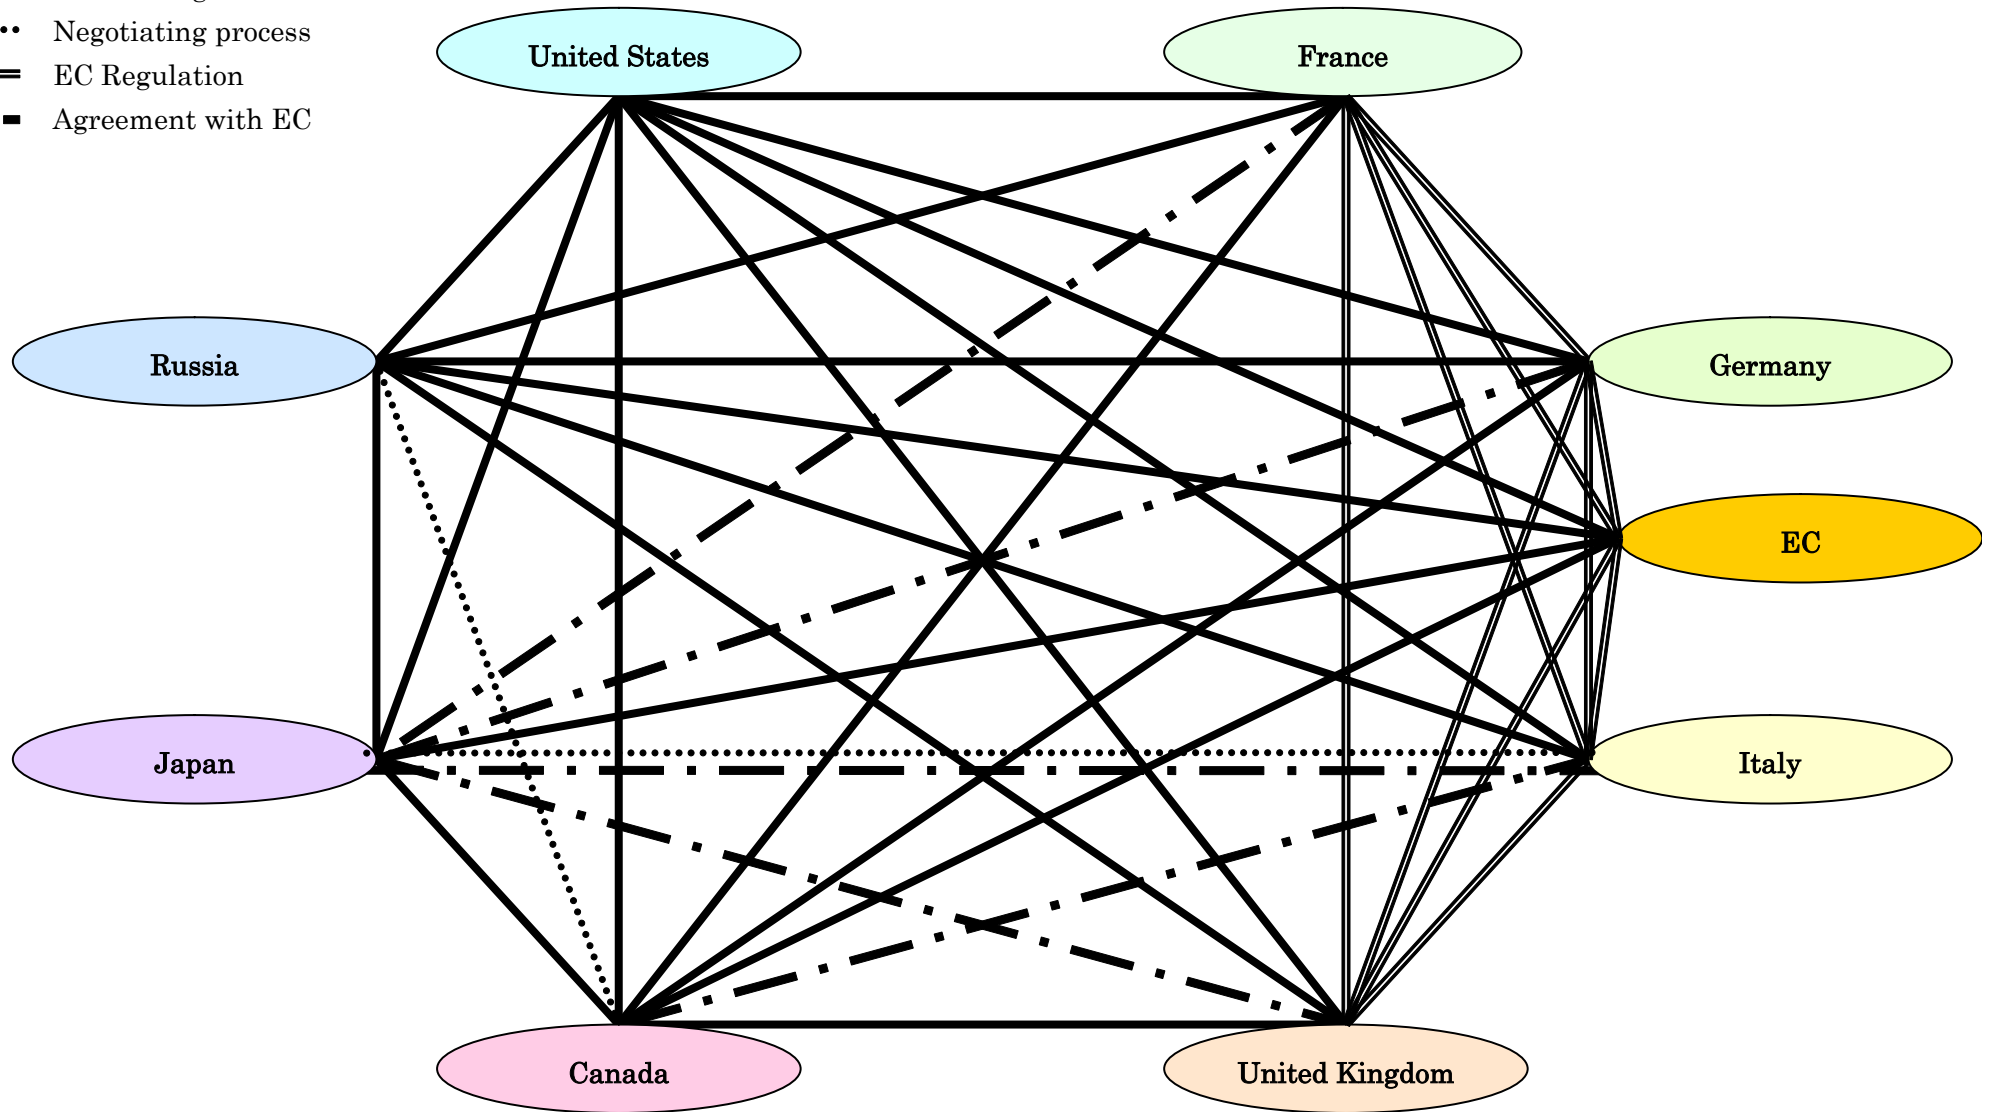 Negotiating process
EC Regulation
Agreement with EC
United States
France
Russia
Germany
EC
Japan
Italy
Canada
United Kingdom